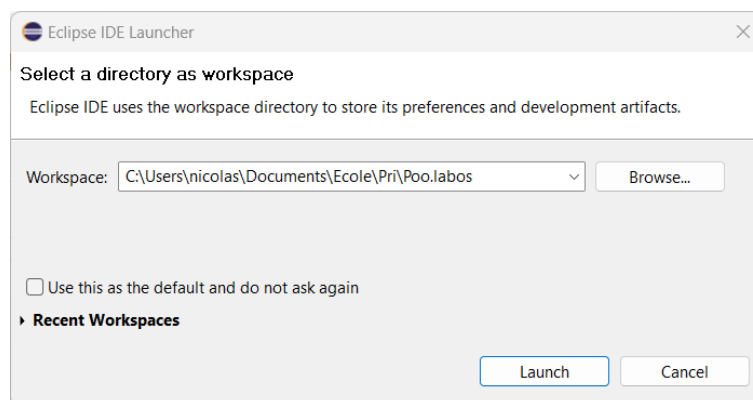 Eclipse IDE Launcher
Select a directory as workspace
Eclipse IDE uses the workspace directory to store its preferences and development artifacts.
Workspace: C:\Users\nicolas\Documents\Ecole\Pri\Poo.labos Browse...
Use this as the default and do not ask again
Recent Workspaces
Launch Cancel